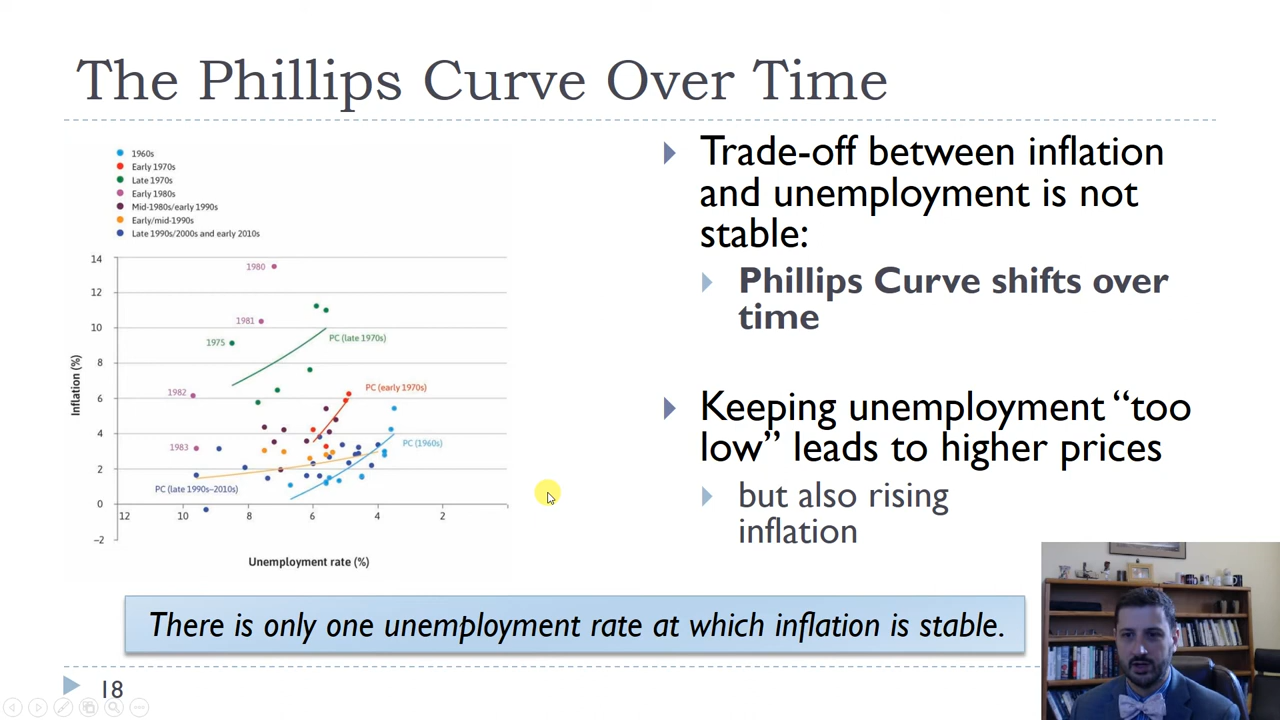 The Phillips Curve Over Time
1960s
Early 1970s
Late 1970s
Early 1980s
Mid-1980s/early 1990s
Early/mid-1990s
Late 1990s/2000s and early 2010s
14
12
10
8
6
4
2
0
–2
Inflation (%)
1980
1981
1975
1982
1983
PC (late 1970s)
PC (early 1970s)
PC (1960s)
PC (late 1990s–2010s)
12 10 8 6 4 2
Unemployment rate (%)
Trade-off between inflation
and unemployment is not
stable:
Phillips Curve shifts over
time
Keeping unemployment “too
low” leads to higher prices
but also rising
inflation
There is only one unemployment rate at which inflation is stable.
18